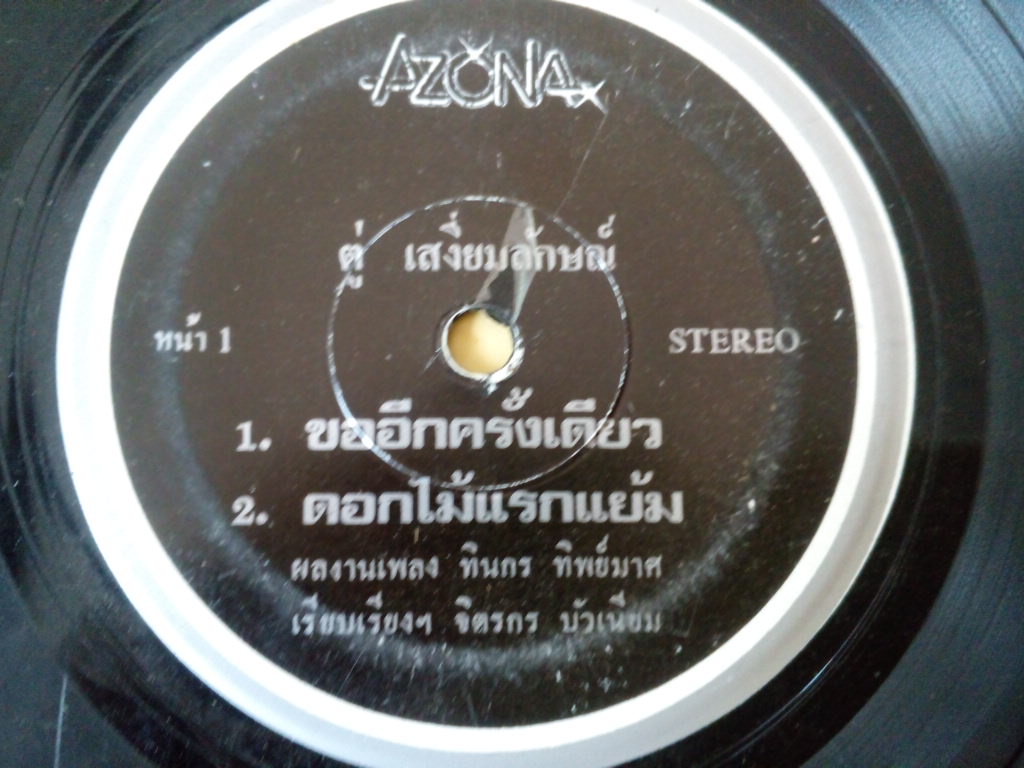 AZONA
ตู่ เสงี่ยมลักษณ์
หน้า 1
STEREO
1. ขออีกครั้งเดียว
2. ดอกไม้แรกแย้ม
ผลงานเพลง ทินกร ทิพย์มาศ
เรียบเรียงฯ จิตรกร บัวเนียม